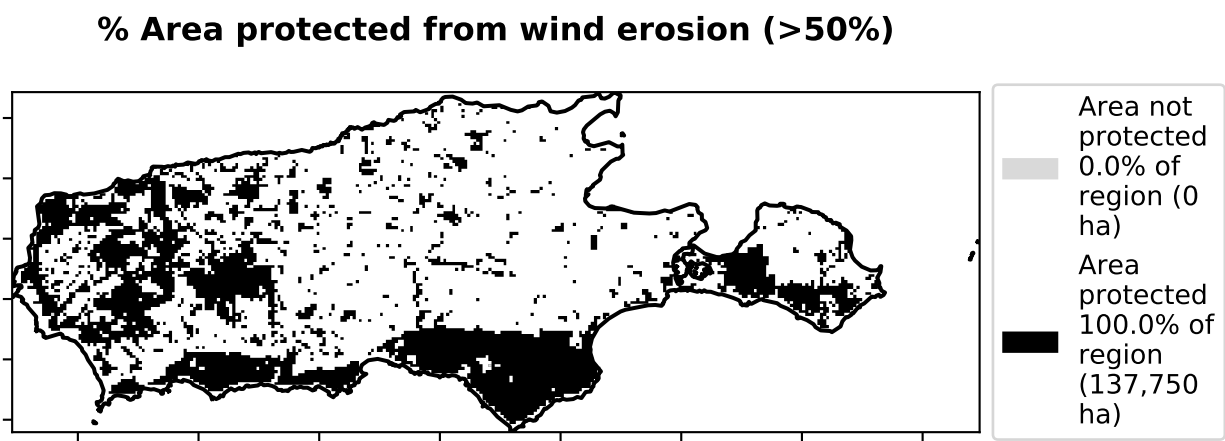 % Area protected from wind erosion (>50%)
Area not
protected
0.0% of
region (0
ha)
Area
protected
100.0% of
region
(137,750
ha)